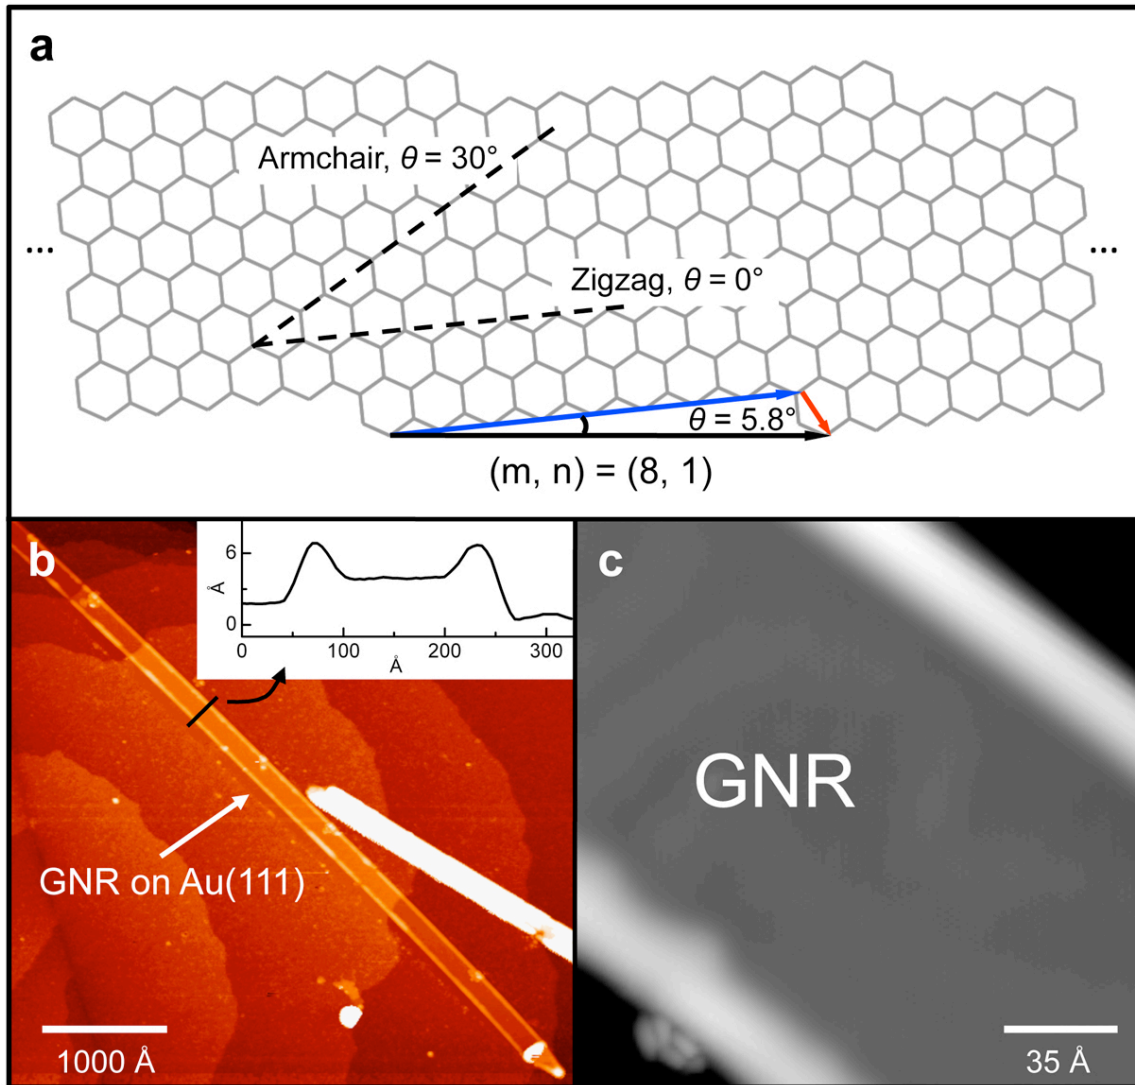 a
Armchair, θ = 30°
...
...
Zigzag, θ = 0°
θ = 5.8°
(m, n) = (8, 1)
b
6
Å
0
0
100
200
300
Å
GNR on Au(111)
1000 Å
c
GNR
35 Å